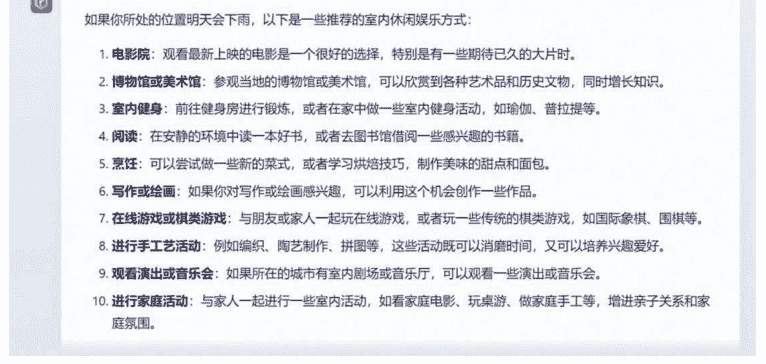 如果你所处的位置明天会下雨，以下是一些推荐的室内休闲娱乐方式：
1. 电影院：观看最新上映的电影是一个很好的选择，特别是有一些期待已久的大片时。
2. 博物馆或美术馆：参观当地的博物馆或美术馆，可以欣赏到各种艺术品和历史文物，同时增长知识。
3. 室内健身：前往健身房进行锻炼，或者在家中做一些室内健身活动，如瑜伽、普拉提等。
4. 阅读：在安静的环境中读一本好书，或者去图书馆借阅一些感兴趣的书籍。
5. 烹饪：可以尝试做一些新的菜式，或者学习烘焙技巧，制作美味的甜点和面包。
6. 写作或绘画：如果你对写作或绘画感兴趣，可以利用这个机会创作一些作品。
7. 在线游戏或棋类游戏：与朋友或家人一起玩在线游戏，或者玩一些传统的棋类游戏，如国际象棋、围棋等。
8. 进行手工艺活动：例如编织、陶艺制作、拼图等，这些活动既可以消磨时间，又可以培养兴趣爱好。
9. 观看演出或音乐会：如果所在的城市有室内剧场或音乐厅，可以观看一些演出或音乐会。
10. 进行家庭活动：与家人一起进行一些室内活动，如看家庭电影、玩桌游、做家庭手工等，增进亲子关系和家
庭氛围。